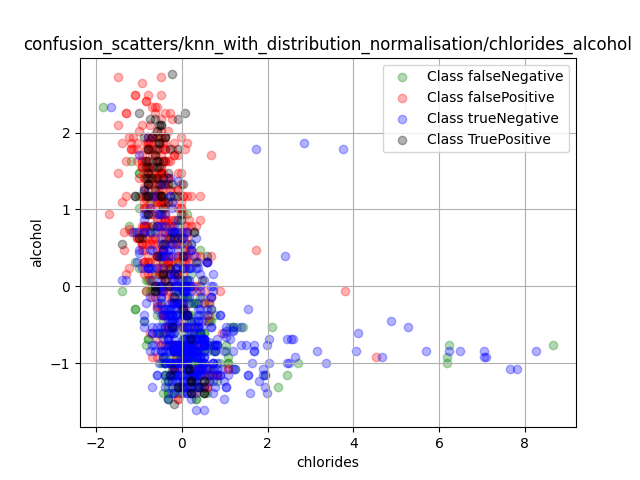 confusion_scatters/knn_with_distribution_normalisation/chlorides_alcohol
Class falseNegative
Class falsePositive
Class trueNegative
Class TruePositive
2
1
0
−1
alcohol
−2
0
2
4
6
8
chlorides